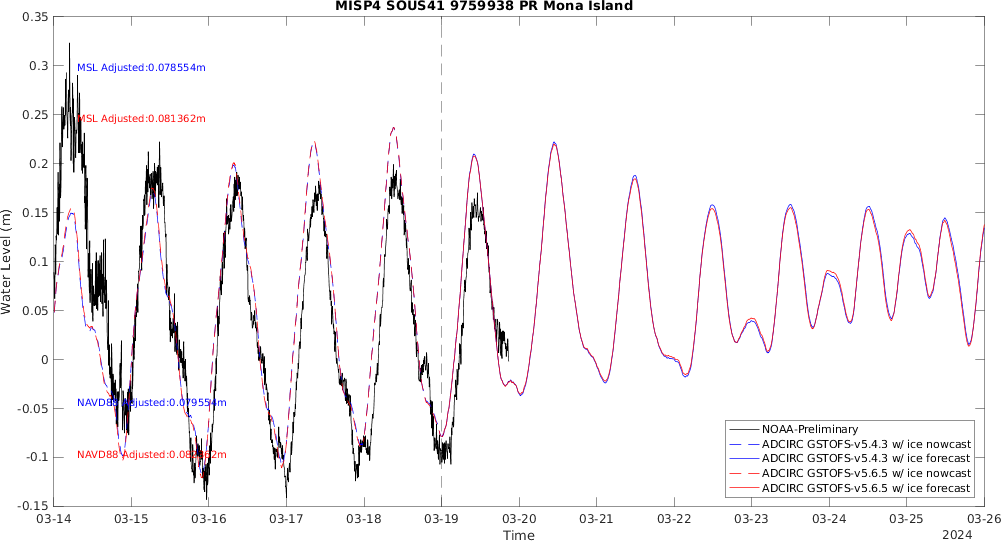 MISP4 SOUS41 9759938 PR Mona Island
0.35
0.3
0.25
0.2
0.15
0.1
0.05
0
-0.05
-0.1
-0.15
Water Level (m)
MSL Adjusted:0.078554m
MSL Adjusted:0.081362m
NAVD88 Adjusted:0.079554m
NAVD88 Adjusted:
NOAA-Preliminary
ADCIRC GSTOFS-v5.4.3 w/ ice nowcast
ADCIRC GSTOFS-v5.4.3 w/ ice forecast
ADCIRC GSTOFS-v5.6.5 w/ ice nowcast
ADCIRC GSTOFS-v5.6.5 w/ ice forecast
03-14 03-15 03-16 03-17 03-18 03-19 03-20 03-21 03-22 03-23 03-24 03-25 03-26
Time
2024